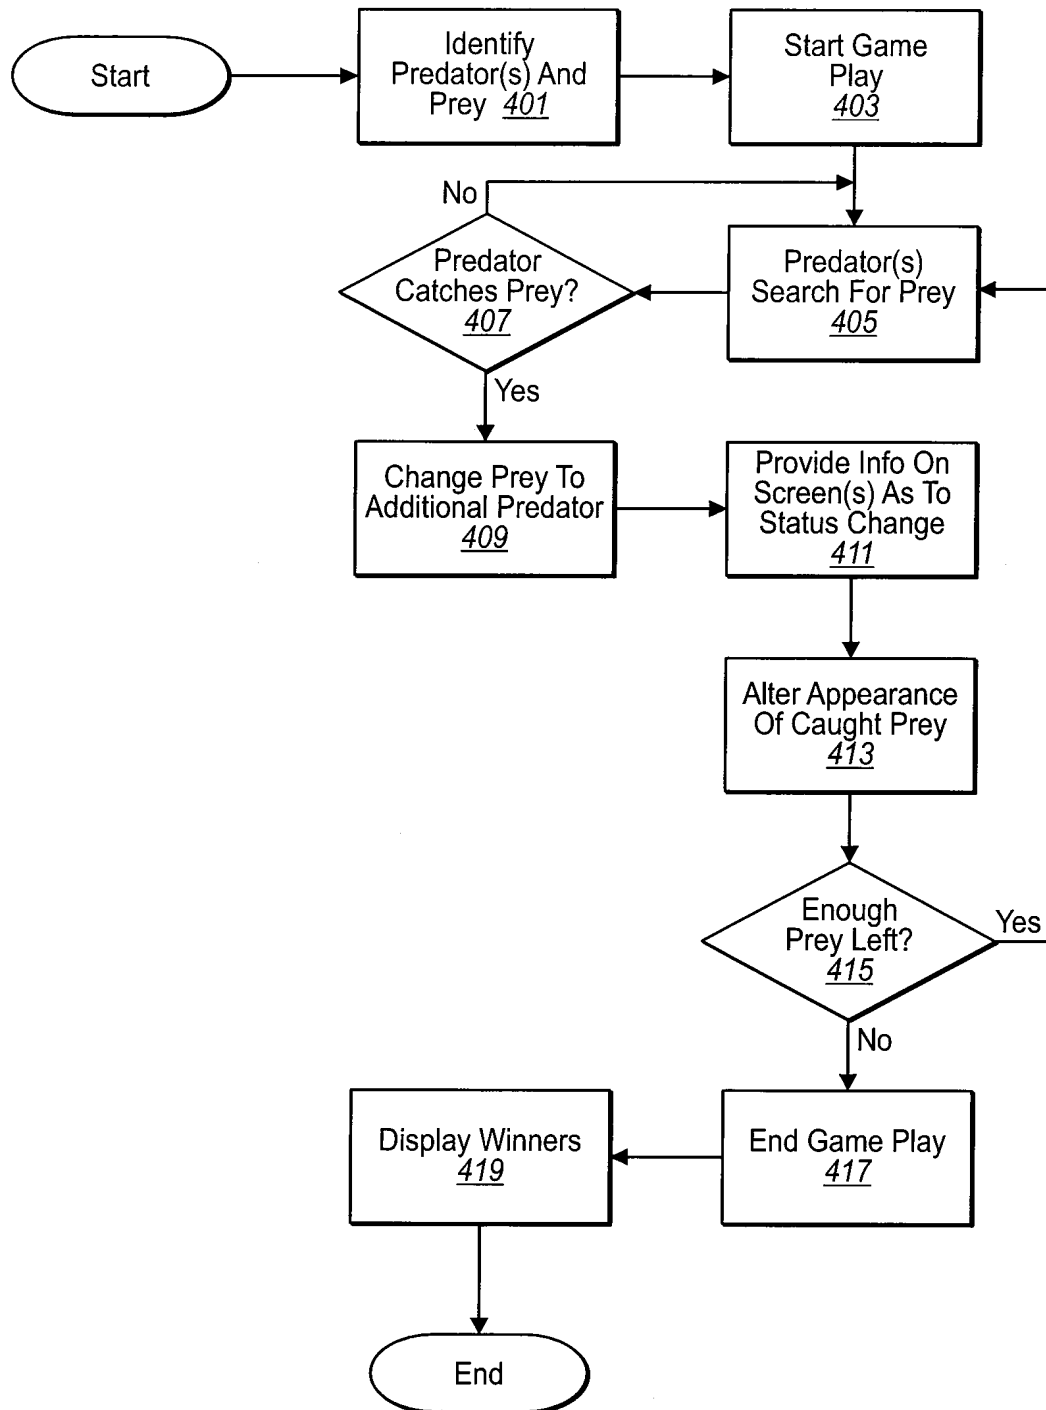 Start
Identify
Predator(s) And
Prey 401
Start Game
Play
403
No
Predator
Catches Prey?
407
Predator(s)
Search For Prey
405
Yes
Change Prey To
Additional Predator
409
Provide Info On
Screen(s) As To
Status Change
411
Alter Appearance
Of Caught Prey
413
Enough
Prey Left?
415
Yes
No
Display Winners
419
End Game Play
417
End